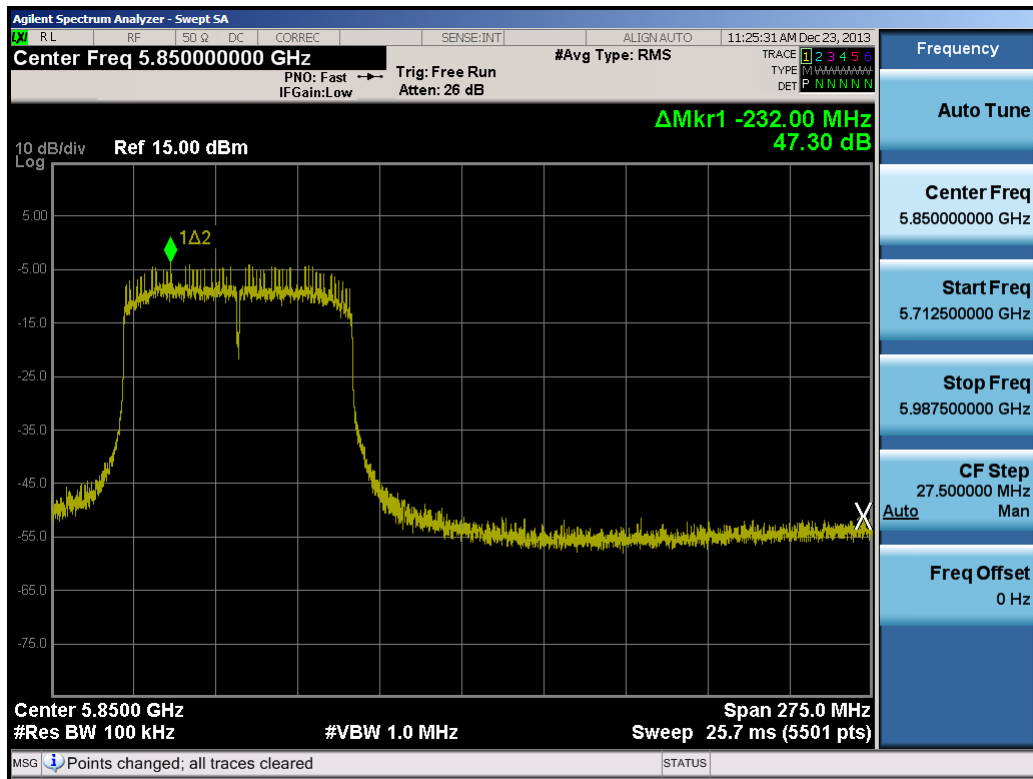 Agilent Spectrum Analyzer - Swept SA
LXI RL RF 50 Ω DC CORREC SENSE:INT ALIGN AUTO 11:25:31 AM Dec 23, 2013
Center Freq 5.850000000 GHz
PNO: Fast
IFGain:Low
Trig: Free Run
Atten: 26 dB
#Avg Type: RMS
TRACE 1 2 3 4 5 6
TYPE M WWWWW
DET P N N N N N
ΔMkr1 -232.00 MHz
47.30 dB
10 dB/div
Log
Ref 15.00 dBm
5.00
-5.00
-15.0
-25.0
-35.0
-45.0
-55.0
-65.0
-75.0
1Δ2
X
Center 5.8500 GHz
Span 275.0 MHz
#Res BW 100 kHz
#VBW 1.0 MHz
Sweep 25.7 ms (5501 pts)
MSG Points changed; all traces cleared
STATUS
Frequency
Auto Tune
Center Freq
5.850000000 GHz
Start Freq
5.712500000 GHz
Stop Freq
5.987500000 GHz
CF Step
27.500000 MHz
Auto Man
Freq Offset
0 Hz